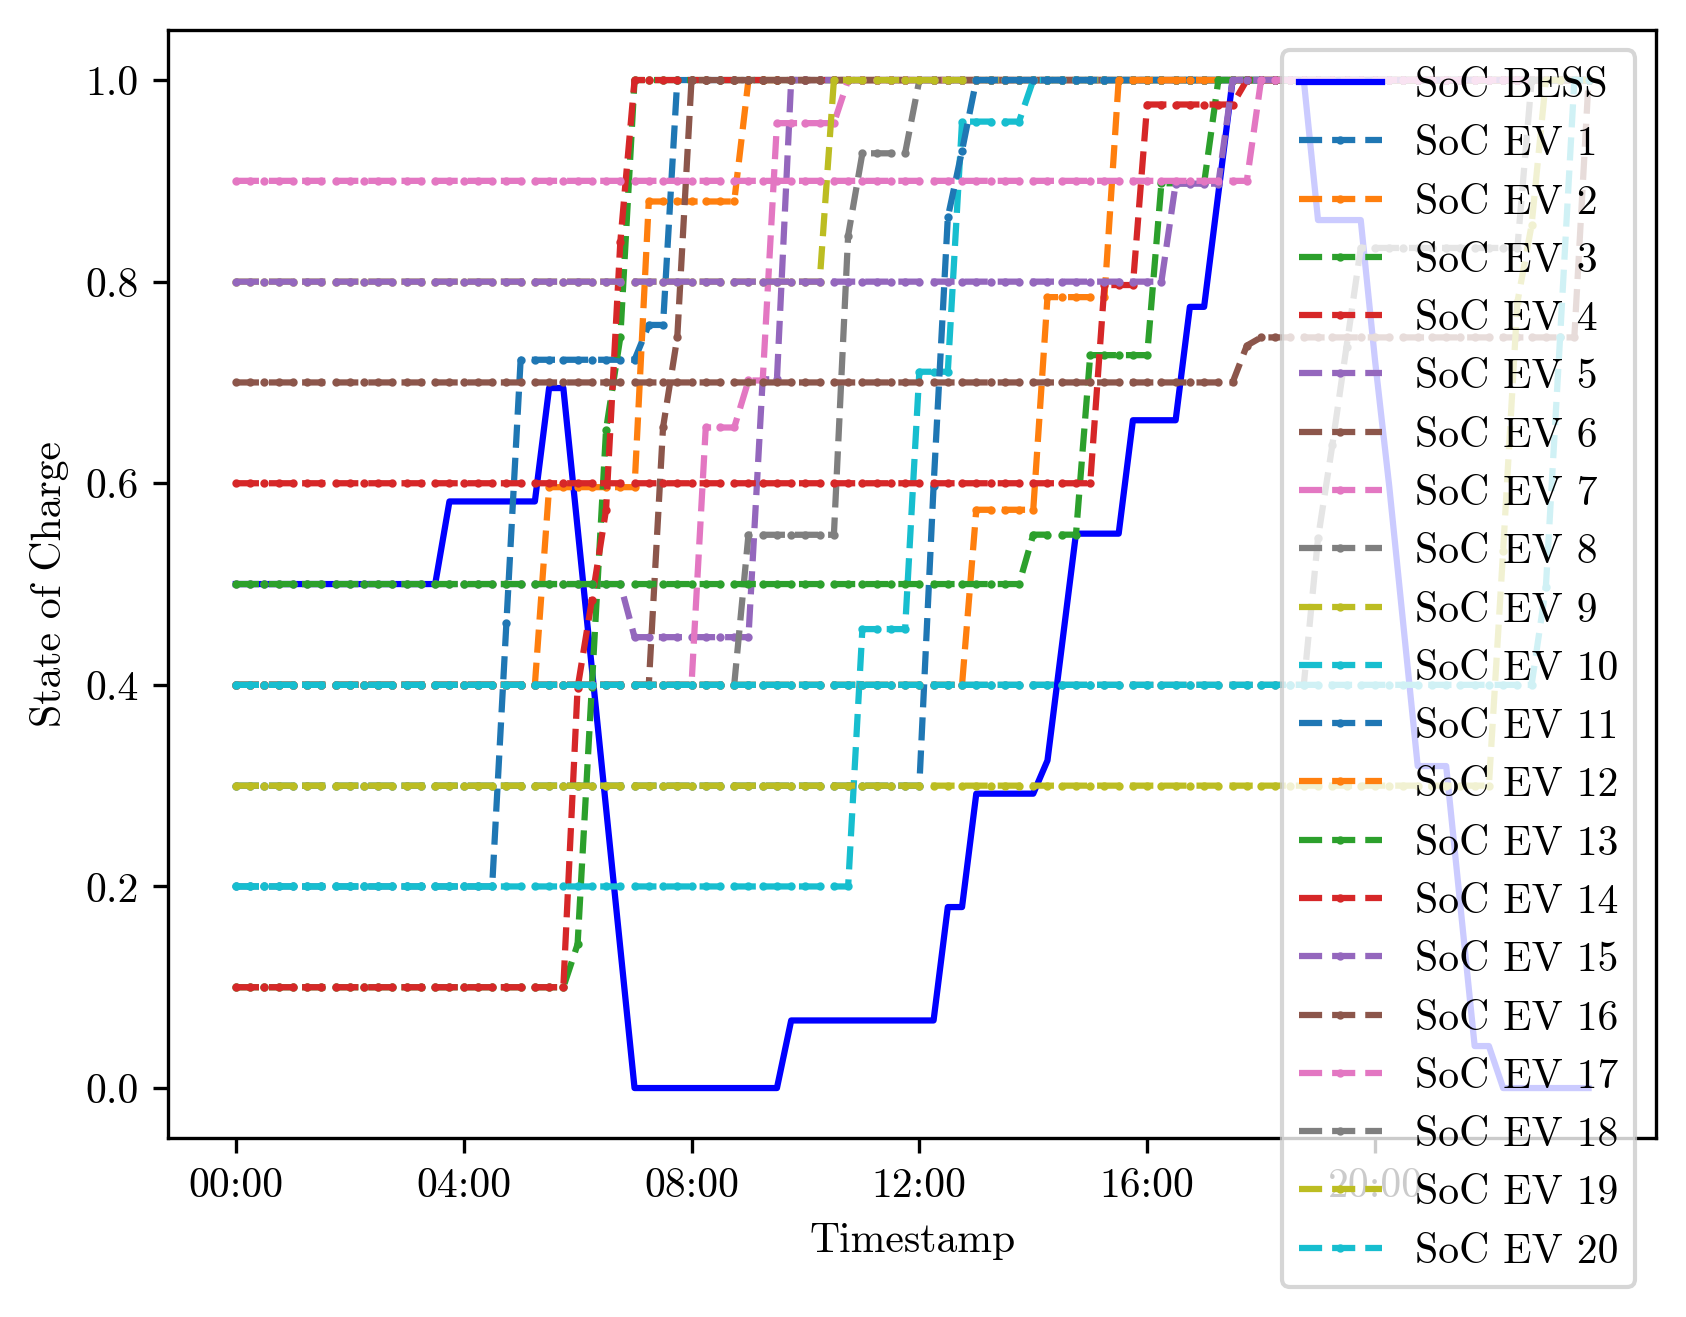 State of Charge
1.0
0.8
0.6
0.4
0.2
0.0
00:00
04:00
08:00
12:00
16:00
20:00
Timestamp
SoC BESS
SoC EV 1
SoC EV 2
SoC EV 3
SoC EV 4
SoC EV 5
SoC EV 6
SoC EV 7
SoC EV 8
SoC EV 9
SoC EV 10
SoC EV 11
SoC EV 12
SoC EV 13
SoC EV 14
SoC EV 15
SoC EV 16
SoC EV 17
SoC EV 18
SoC EV 19
SoC EV 20